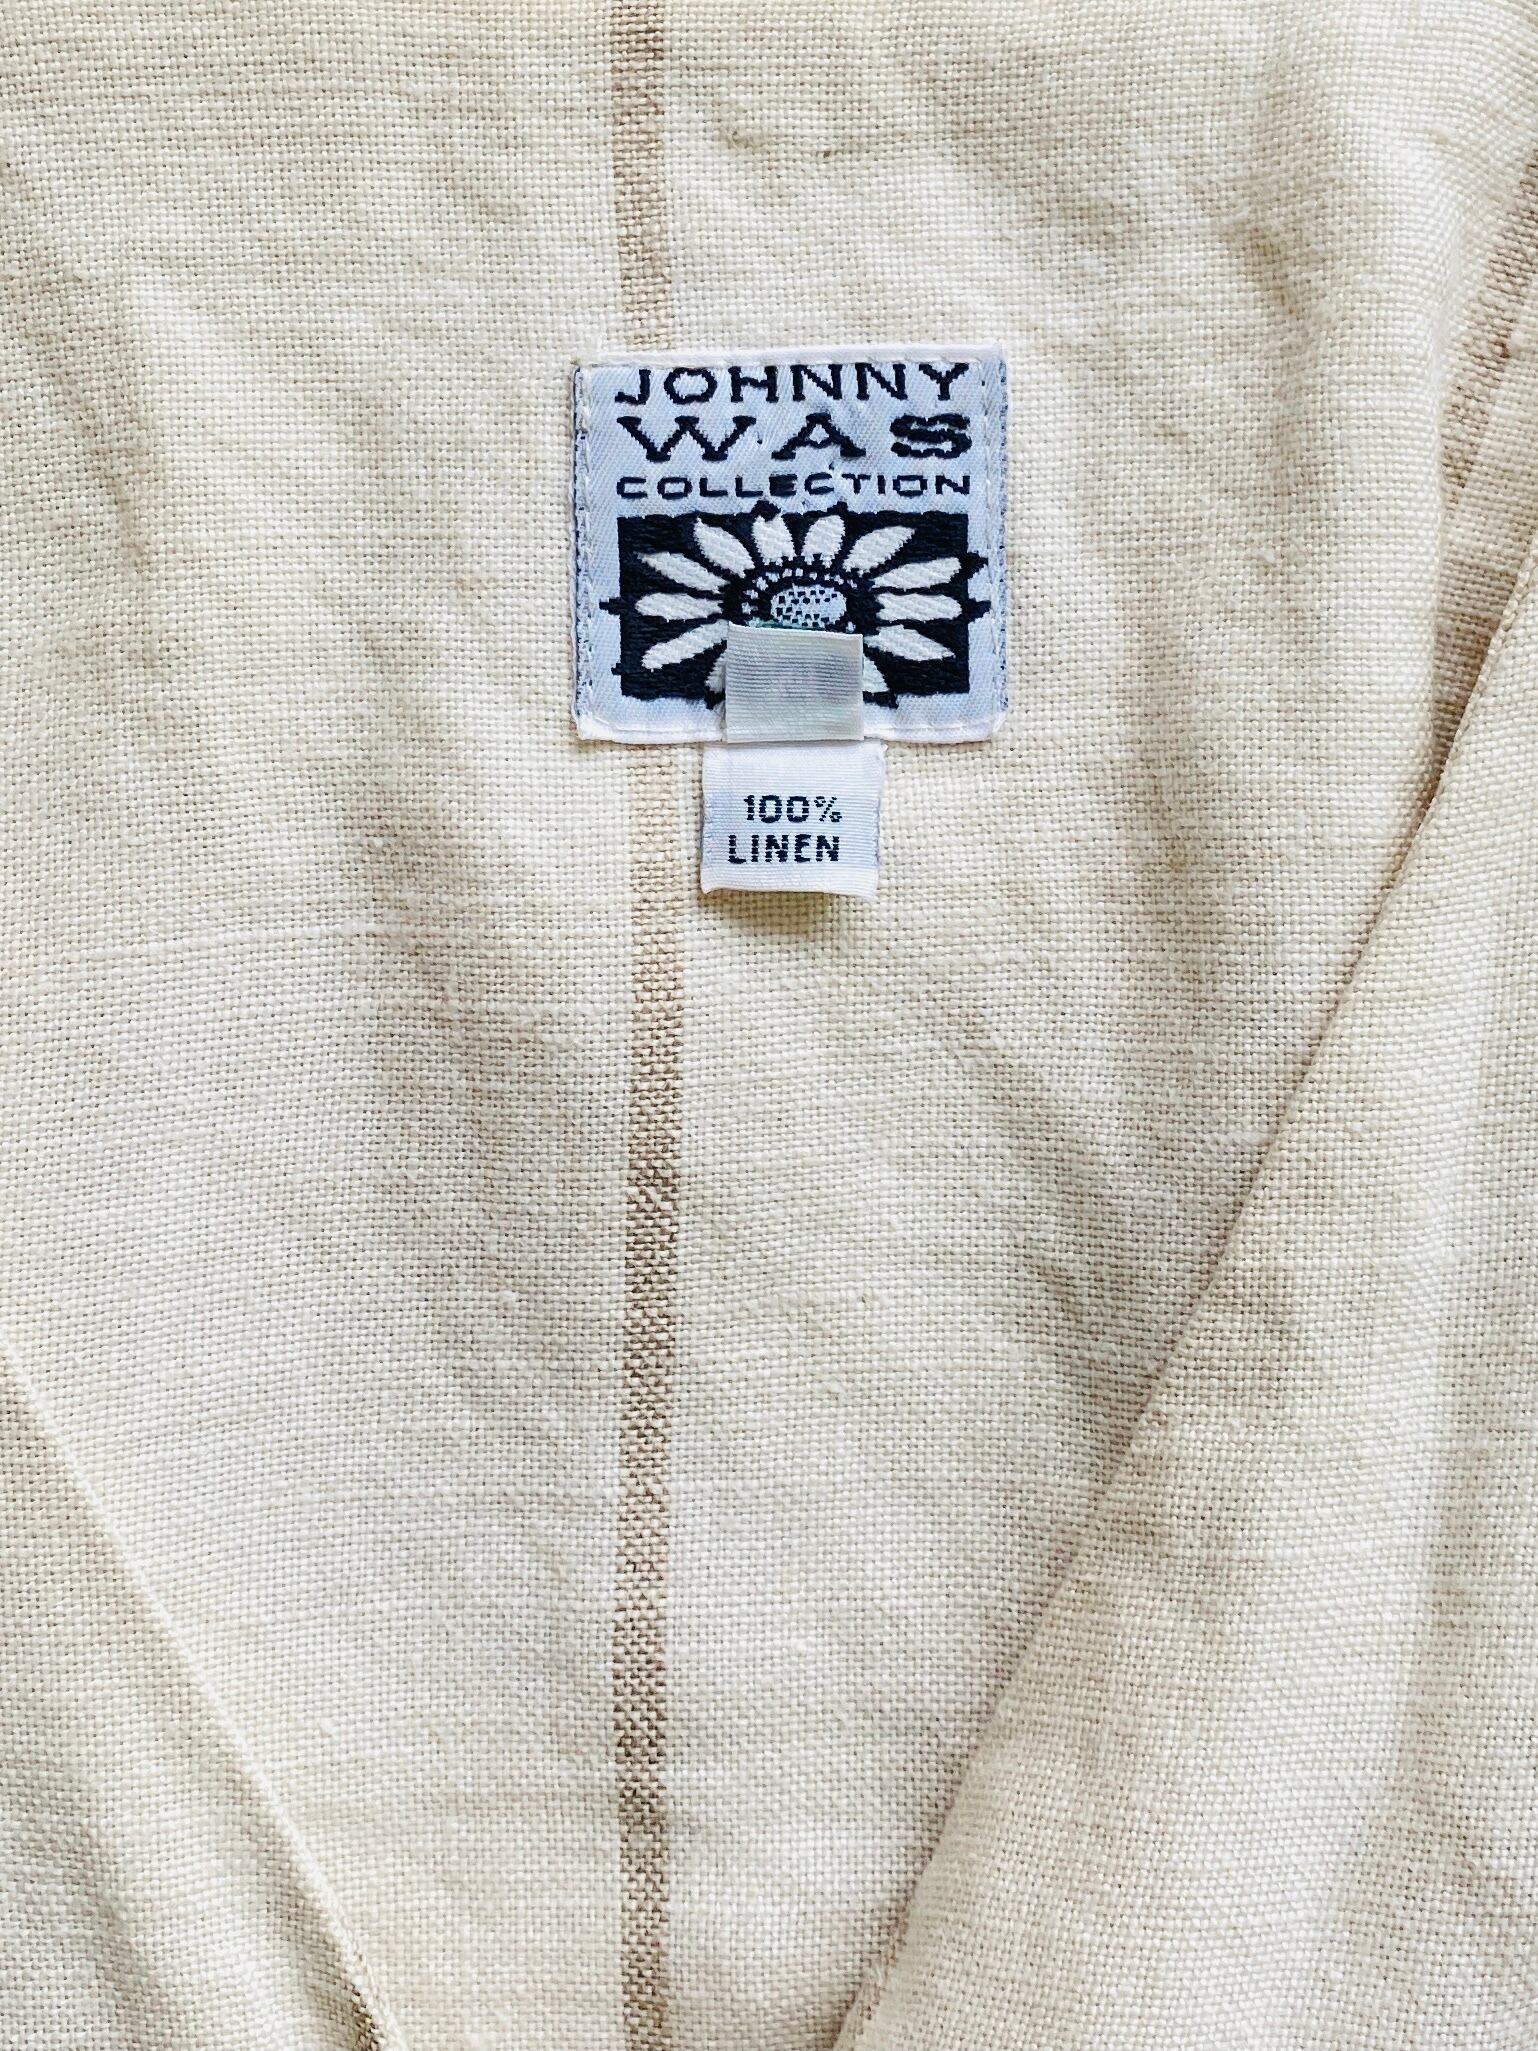 JOHNNY
WAS
COLLECTION
100%
LINEN